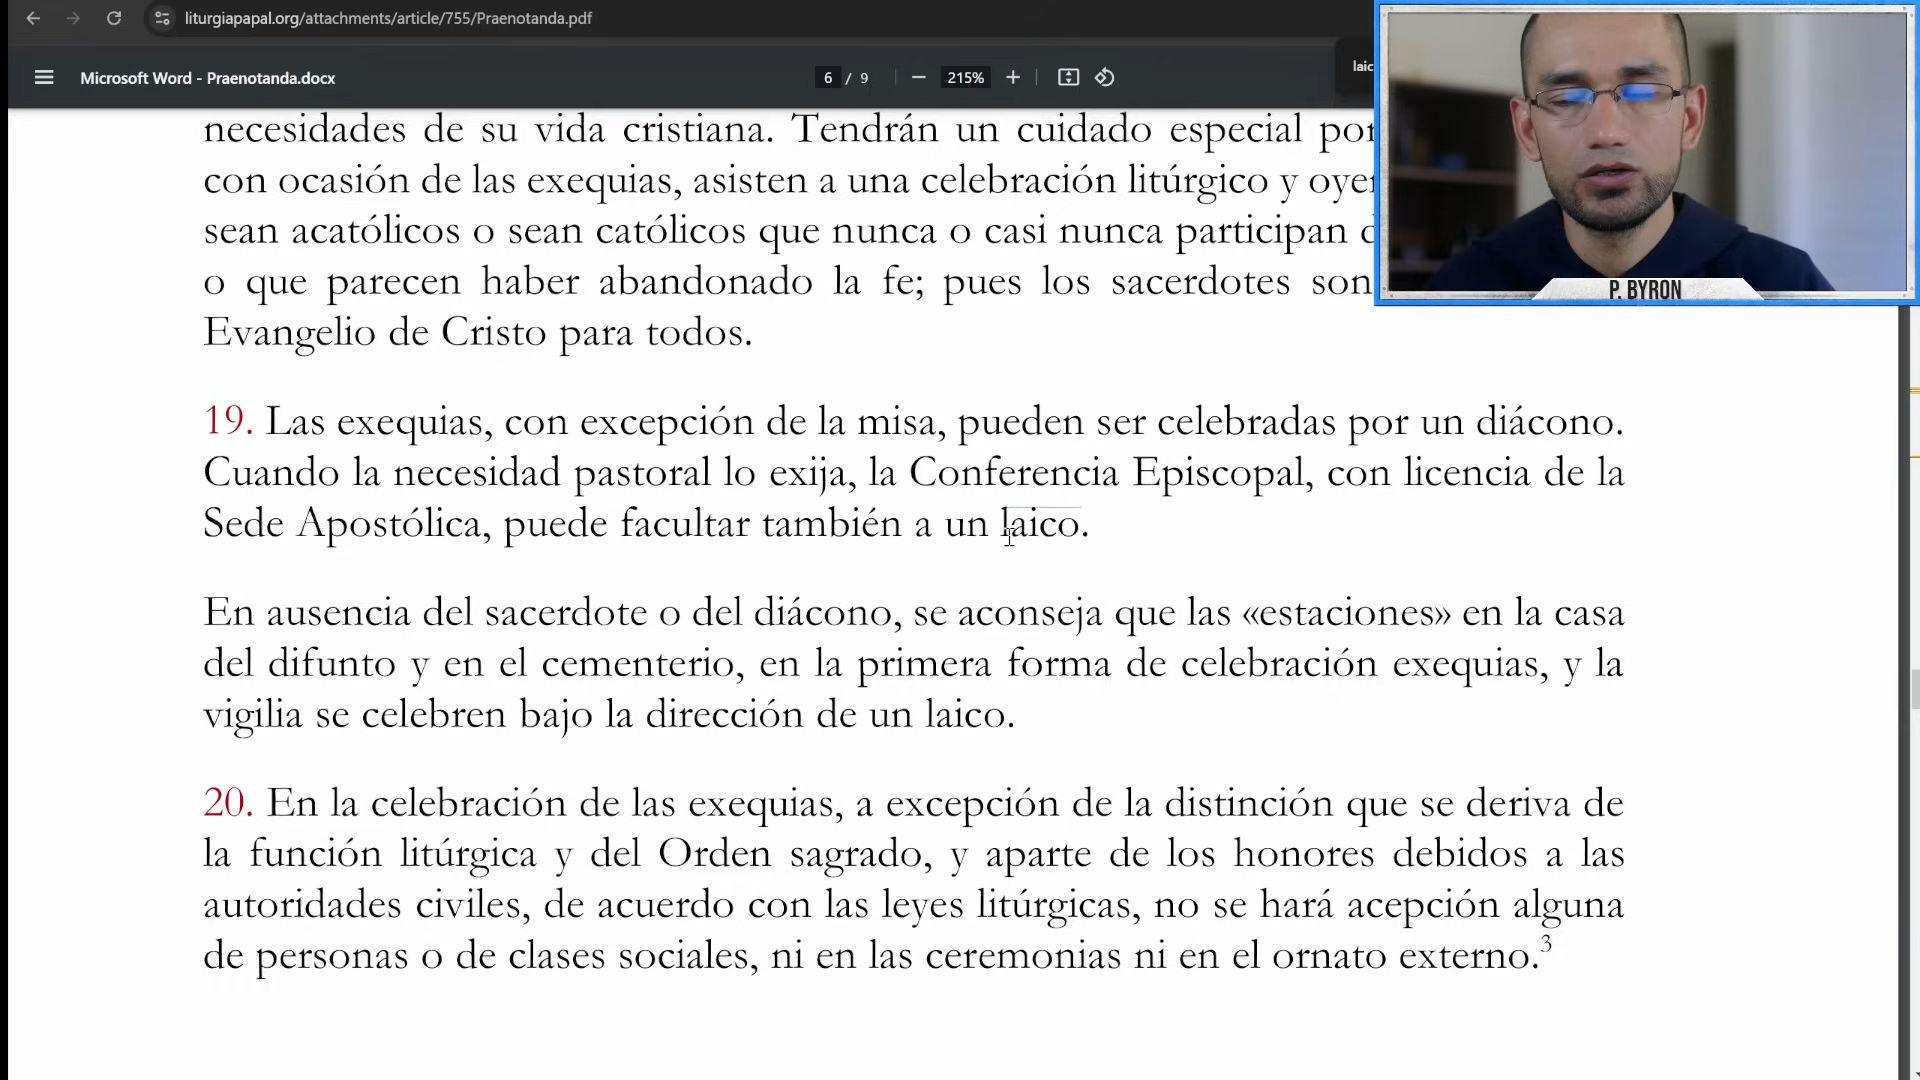 liturgiapapal.org/attachments/article/755/Praenotanda.pdf
Microsoft Word - Praenotanda.docx
6 / 9
215%
laic
P. BYRON
necesidades de su vida cristiana. Tendrán un cuidado especial por
con ocasión de las exequias, asisten a una celebración litúrgico y oyen
sean acatólicos o sean católicos que nunca o casi nunca participan
o que parecen haber abandonado la fe; pues los sacerdotes son
Evangelio de Cristo para todos.
19. Las exequias, con excepción de la misa, pueden ser celebradas por un diácono.
Cuando la necesidad pastoral lo exija, la Conferencia Episcopal, con licencia de la
Sede Apostólica, puede facultar también a un laico.
En ausencia del sacerdote o del diácono, se aconseja que las «estaciones» en la casa
del difunto y en el cementerio, en la primera forma de celebración exequias, y la
vigilia se celebren bajo la dirección de un laico.
20. En la celebración de las exequias, a excepción de la distinción que se deriva de
la función litúrgica y del Orden sagrado, y aparte de los honores debidos a las
autoridades civiles, de acuerdo con las leyes litúrgicas, no se hará acepción alguna
de personas o de clases sociales, ni en las ceremonias ni en el ornato externo.3